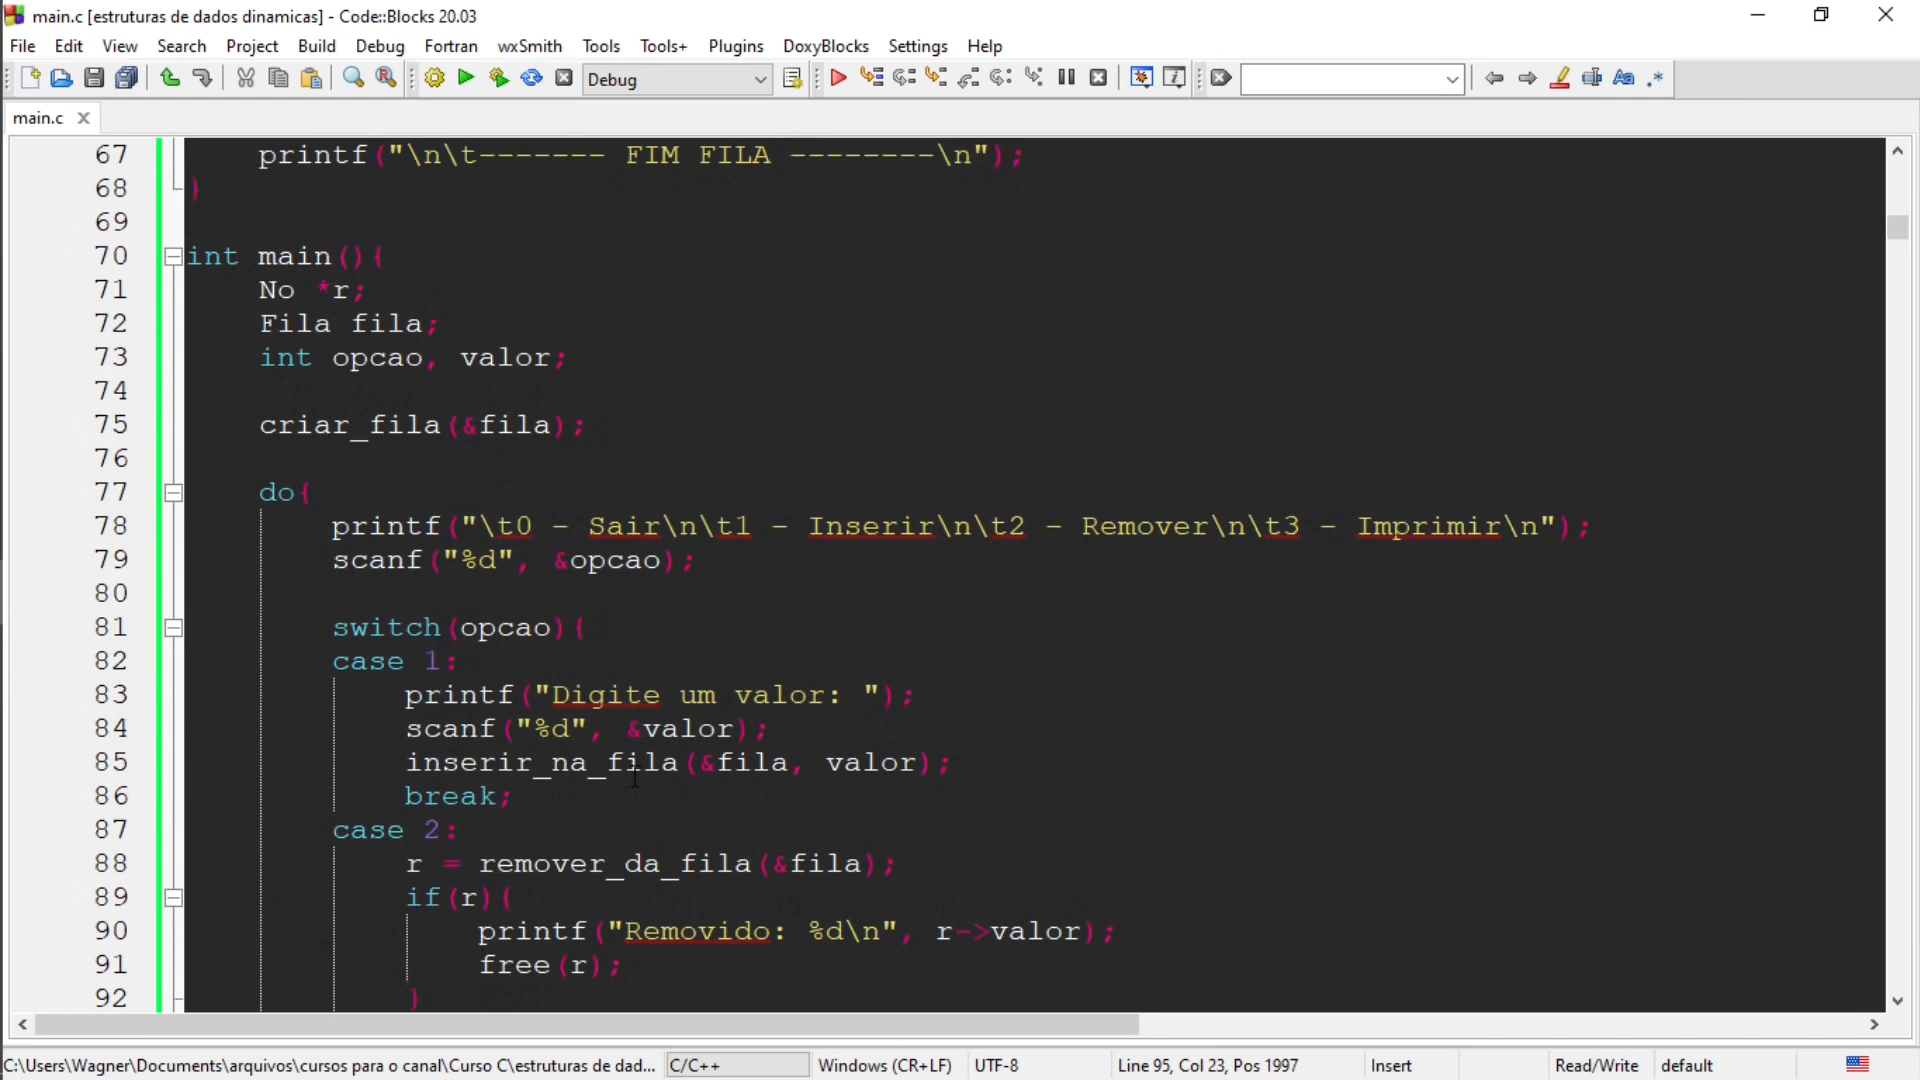 main.c [estruturas de dados dinamicas] - Code::Blocks 20.03
File Edit View Search Project Build Debug Fortran wxSmith Tools Tools+ Plugins DoxyBlocks Settings Help
Debug
main.c
67 printf("\n\t------- FIM FILA --------\n");
68 }
69
70 int main(){
71 No *r;
72 Fila fila;
73 int opcao, valor;
74
75 criar_fila(&fila);
76
77 do{
78 printf("\t0 - Sair\n\t1 - Inserir\n\t2 - Remover\n\t3 - Imprimir\n");
79 scanf("%d", &opcao);
80
81 switch(opcao){
82 case 1:
83 printf("Digite um valor: ");
84 scanf("%d", &valor);
85 inserir_na_fila(&fila, valor);
86 break;
87 case 2:
88 r = remover_da_fila(&fila);
89 if(r){
90 printf("Removido: %d\n", r->valor);
91 free(r);
92 }
C:\Users\Wagner\Documents\arquivos\cursos para o canal\Curso C\estruturas de dad... C/C++ Windows (CR+LF) UTF-8 Line 95, Col 23, Pos 1997 Insert Read/Write default